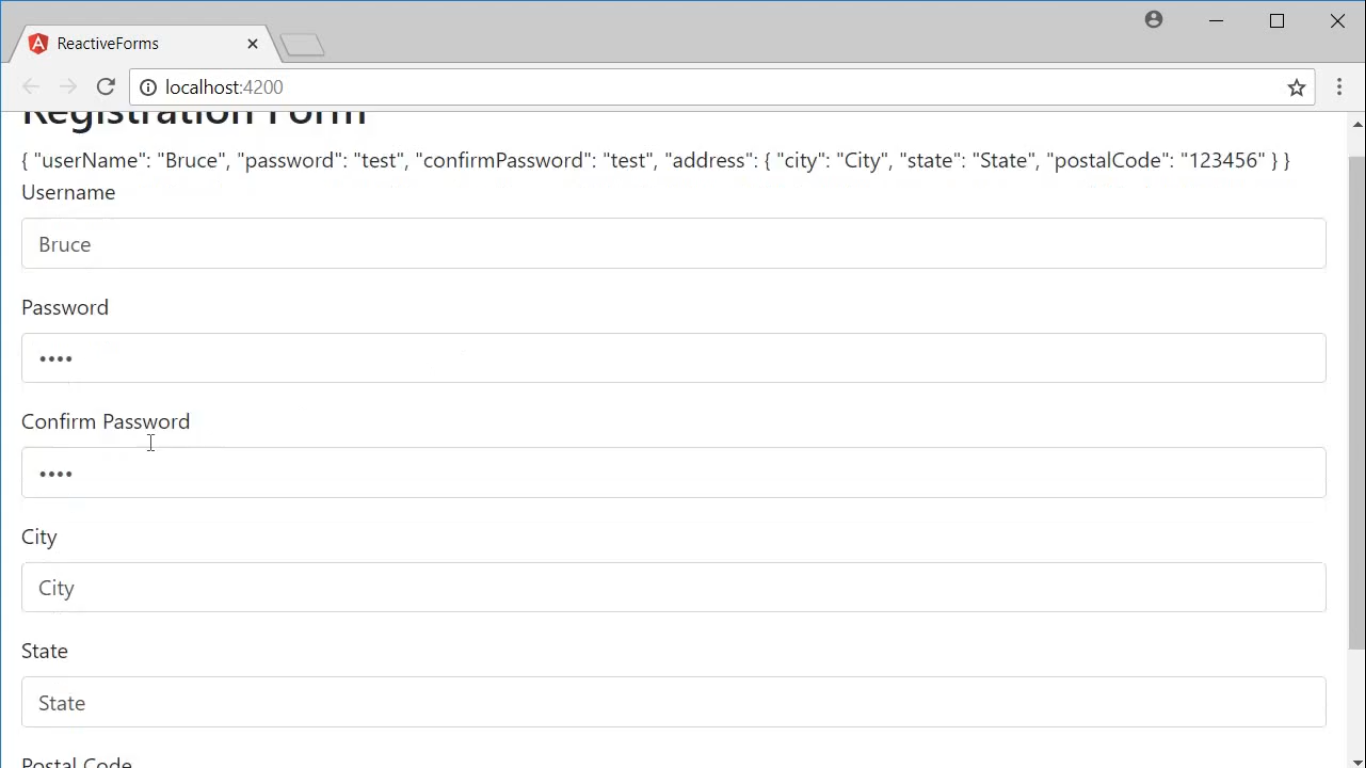 ReactiveForms
localhost:4200
Registration Form
{ "userName": "Bruce", "password": "test", "confirmPassword": "test", "address": { "city": "City", "state": "State", "postalCode": "123456" } }
Username
Bruce
Password
••••
Confirm Password
••••
City
City
State
State
Postal Code